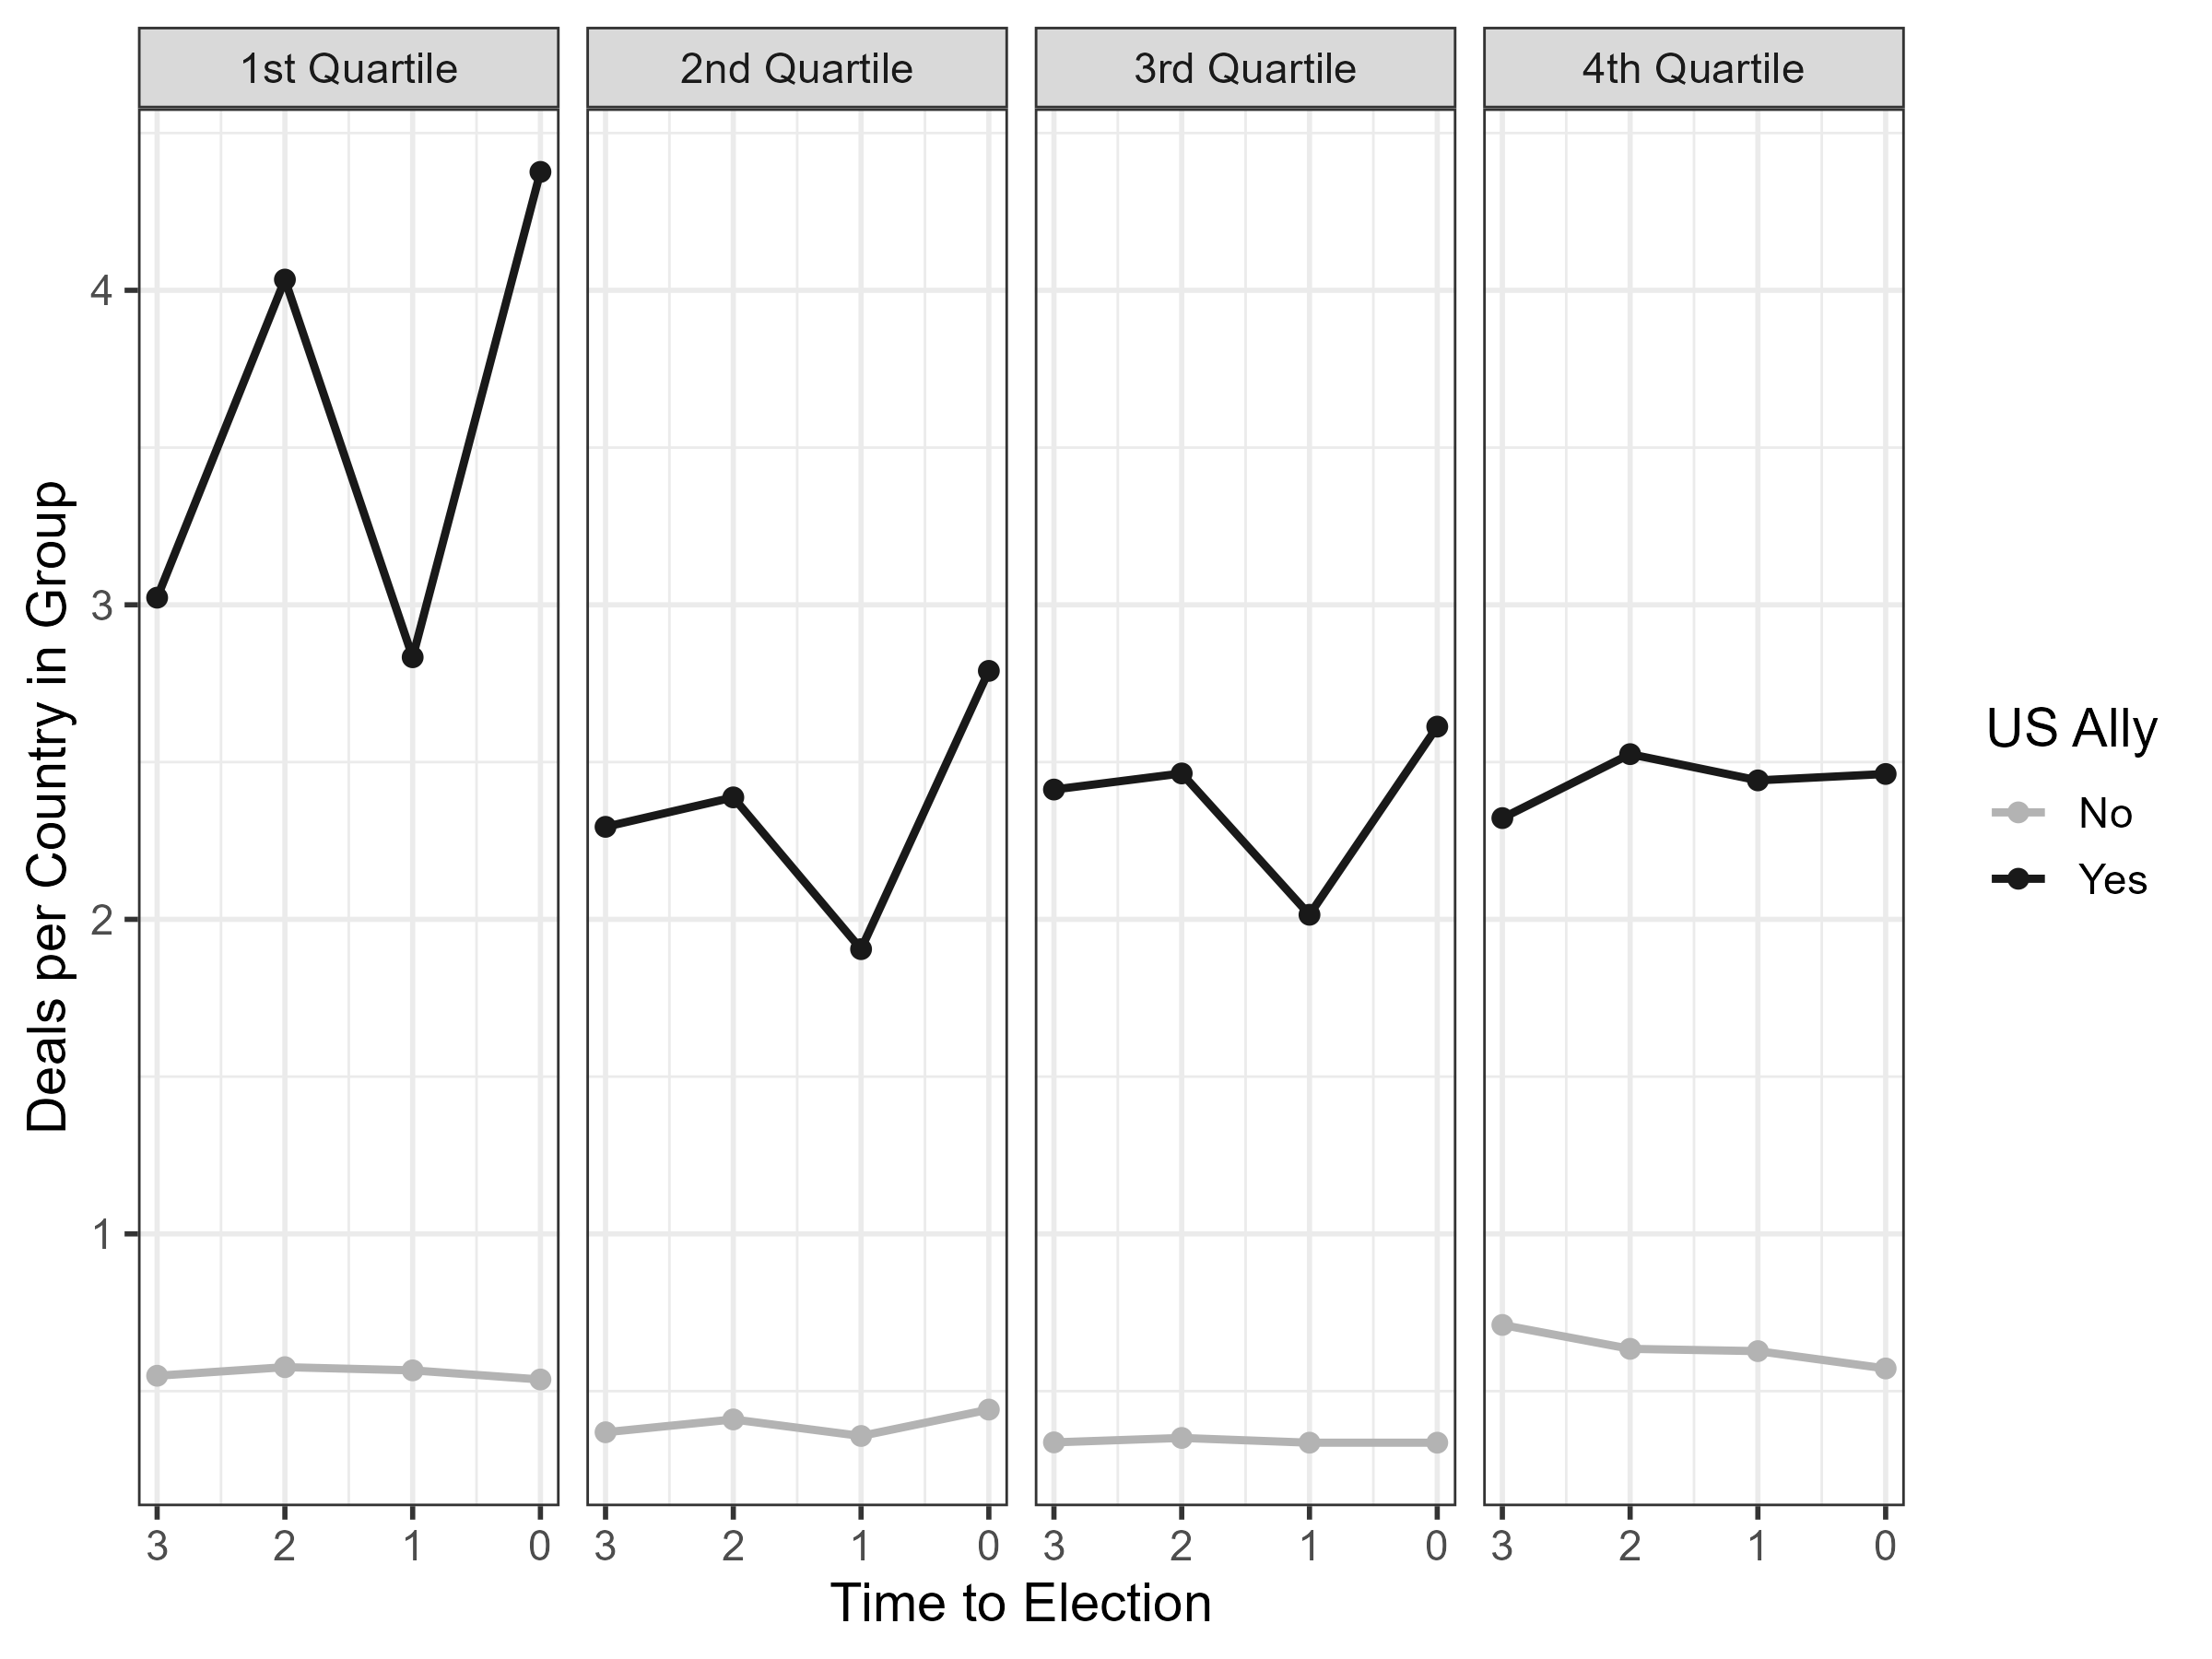 1st Quartile
2nd Quartile
3rd Quartile
4th Quartile
Deals per Country in Group
4
3
2
1
3 2 1 0
3 2 1 0
3 2 1 0
3 2 1 0
Time to Election
US Ally
No
Yes